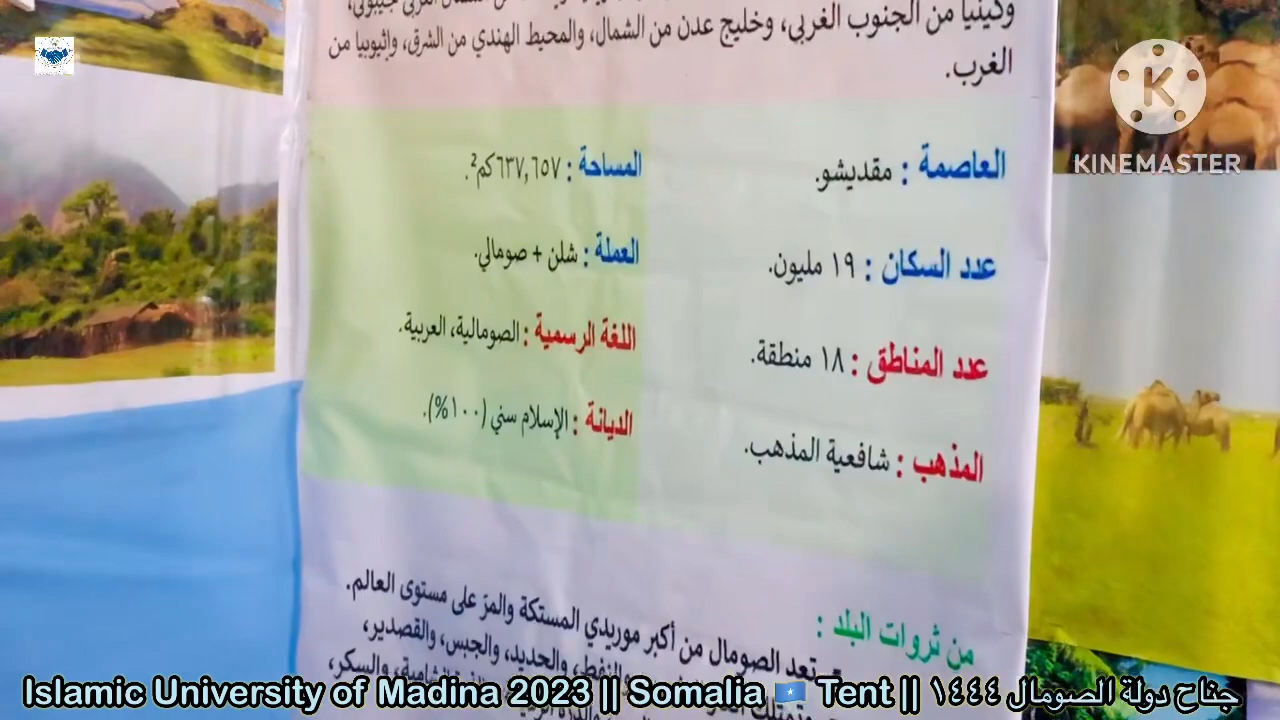 وكينيا من الجنوب الغربي، وخليج عدن من الشمال، والمحيط الهندي من الشرق، وإثيوبيا من
الغرب.
العاصمة : مقديشو.
عدد السكان : ١٩ مليون.
عدد المناطق : ١٨ منطقة.
المذهب : شافعية المذهب.
المساحة : ٦٣٧,٦٥٧كم².
العملة : شلن + صومالي.
اللغة الرسمية : الصومالية، العربية.
الديانة : الإسلام سني (١٠٠%).
من ثروات البلد :
تعد الصومال من أكبر موريدي المستكة والمرّ على مستوى العالم.
والنفط، والحديد، والجبس، والقصدير،
والسكر،
K
KINEMASTER
Islamic University of Madina 2023 || Somalia 🇸🇴 Tent || جناح دولة الصومال ١٤٤٤